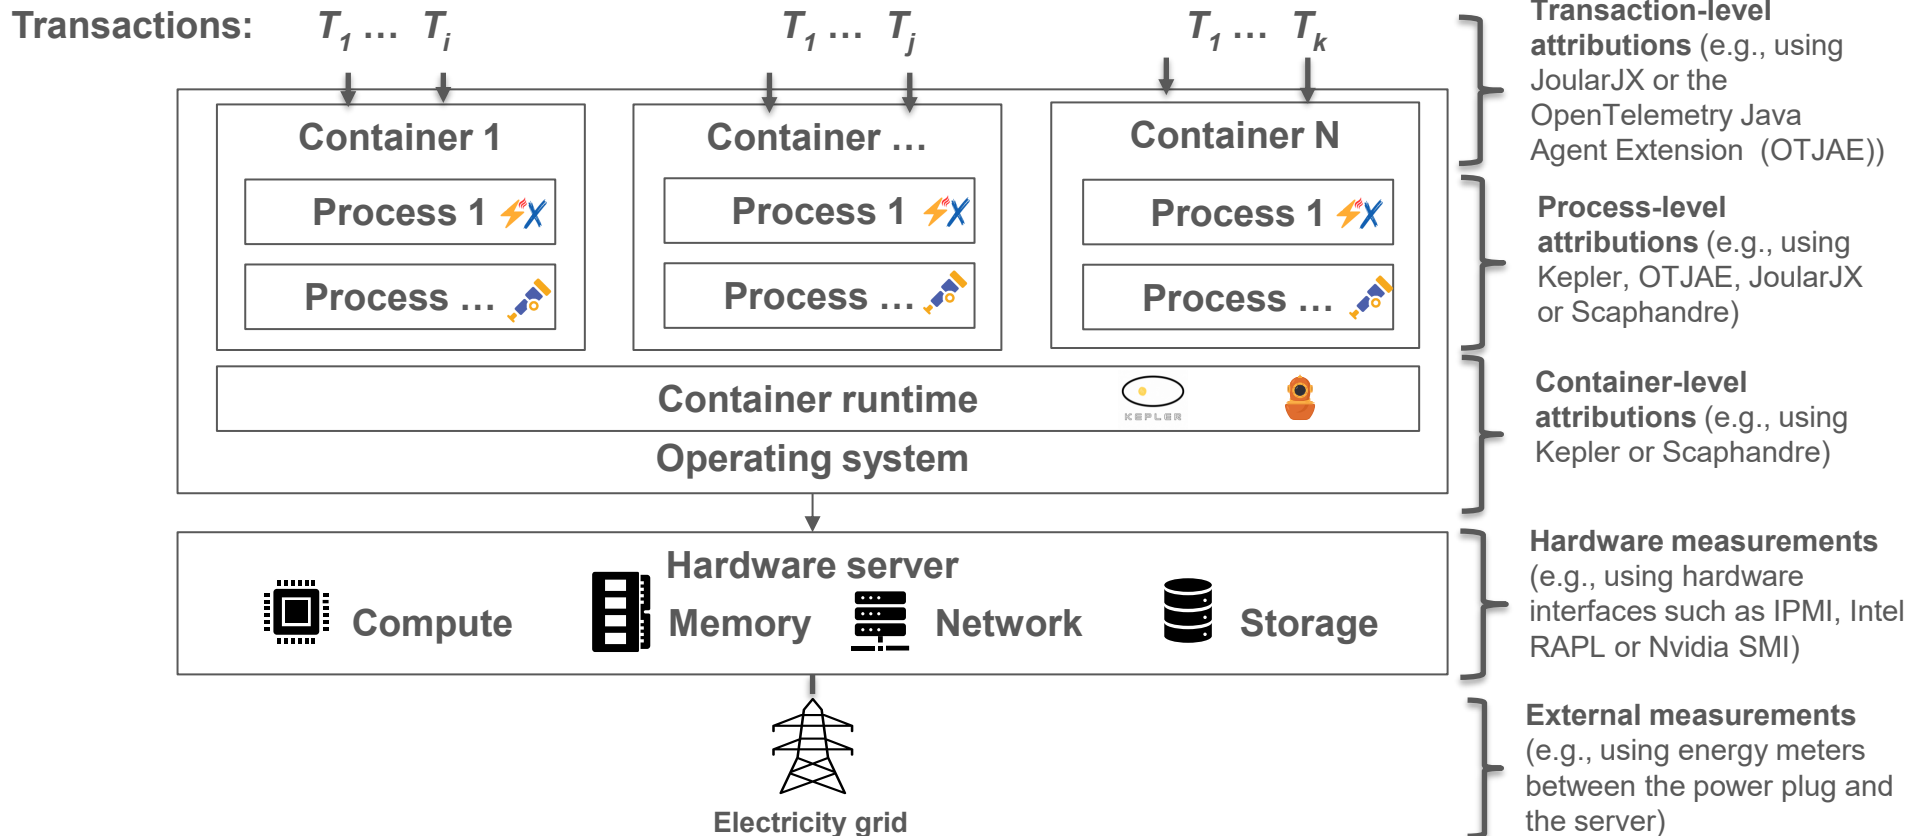 Transactions:
T1 … Ti
T1 … Tj
T1 … Tk
Container 1
Process 1
Process …
Container …
Process 1
Process …
Container N
Process 1
Process …
Container runtime
KEPLER
Operating system
Hardware server
Compute
Memory
Network
Storage
Electricity grid
Transaction-level
attributions (e.g., using
JoularJX or the
OpenTelemetry Java
Agent Extension (OTJAE))
Process-level
attributions (e.g., using
Kepler, OTJAE, JoularJX
or Scaphandre)
Container-level
attributions (e.g., using
Kepler or Scaphandre)
Hardware measurements
(e.g., using hardware
interfaces such as IPMI, Intel
RAPL or Nvidia SMI)
External measurements
(e.g., using energy meters
between the power plug and
the server)